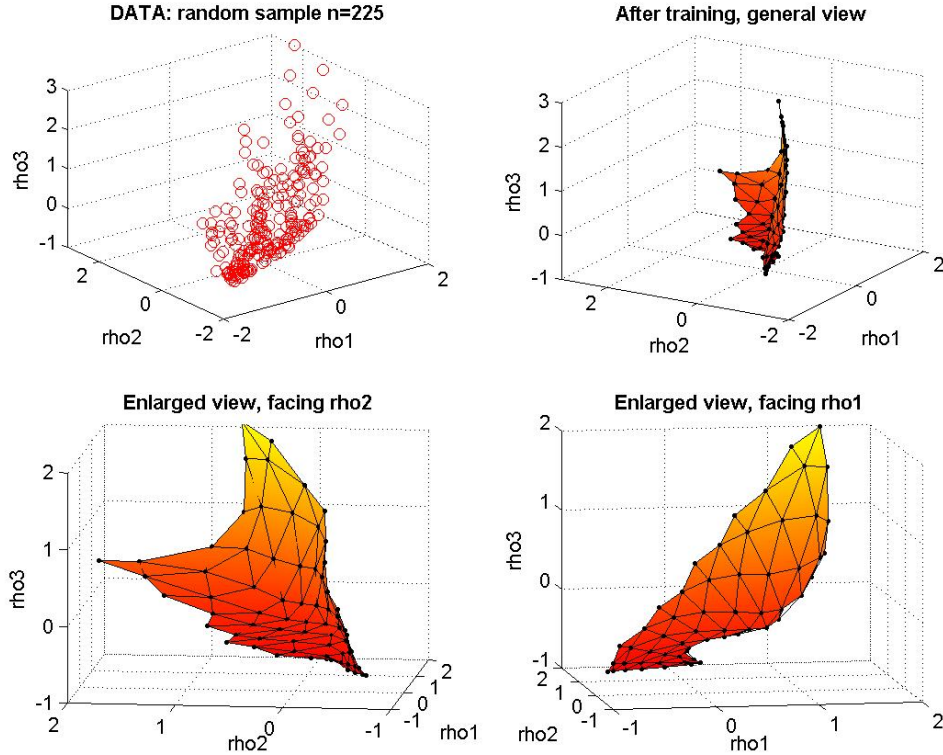 DATA: random sample n=225
3
2
1
0
-1
rho3
2
0
-2
rho2
-2
0
2
rho1
After training, general view
3
2
1
0
-1
rho3
2
0
-2
rho2
-2
0
2
rho1
Enlarged view, facing rho2
2
1
0
-1
rho3
2
1
0
-1
rho2
-1
0
1
2
rho1
Enlarged view, facing rho1
2
1
0
-1
rho3
2
1
0
-1
rho2
-1
0
1
2
rho1